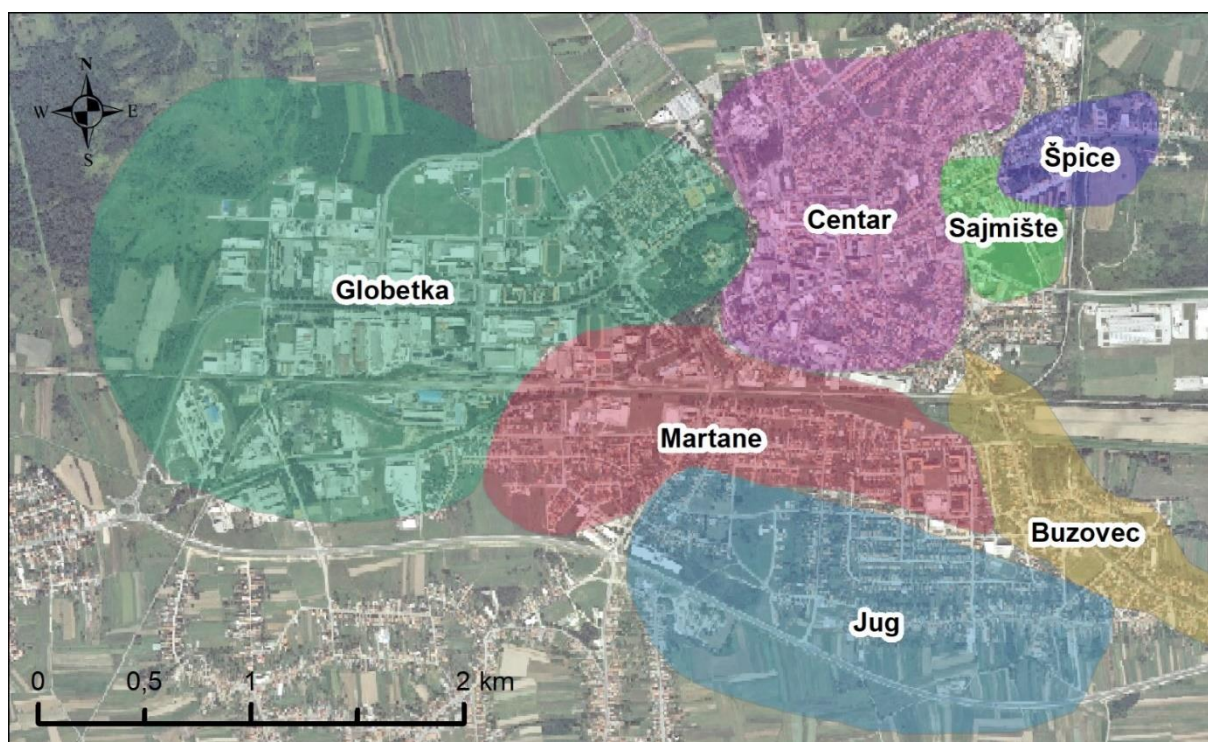 N
W E
S
Špice
Centar
Sajmište
Globetka
Martane
Buzovec
Jug
0 0,5 1 2 km